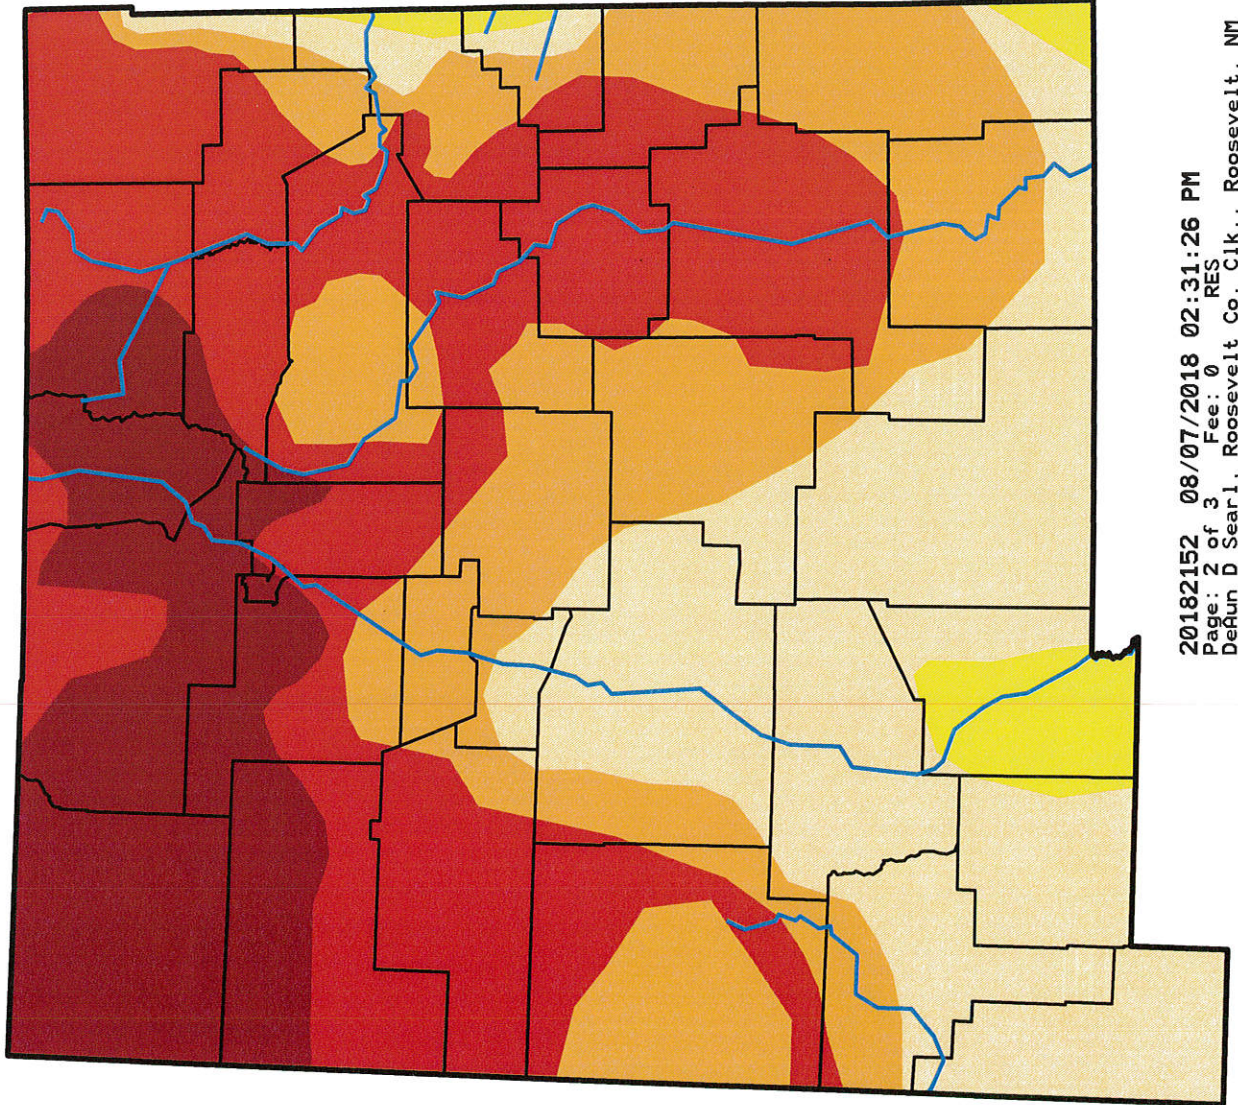 20182152 08/07/2018 02:31:26 PM
Page: 2 of 3 Fee: 0 RES
DeAun D Searl, Roosevelt Co. Clk., Roosevelt, NM